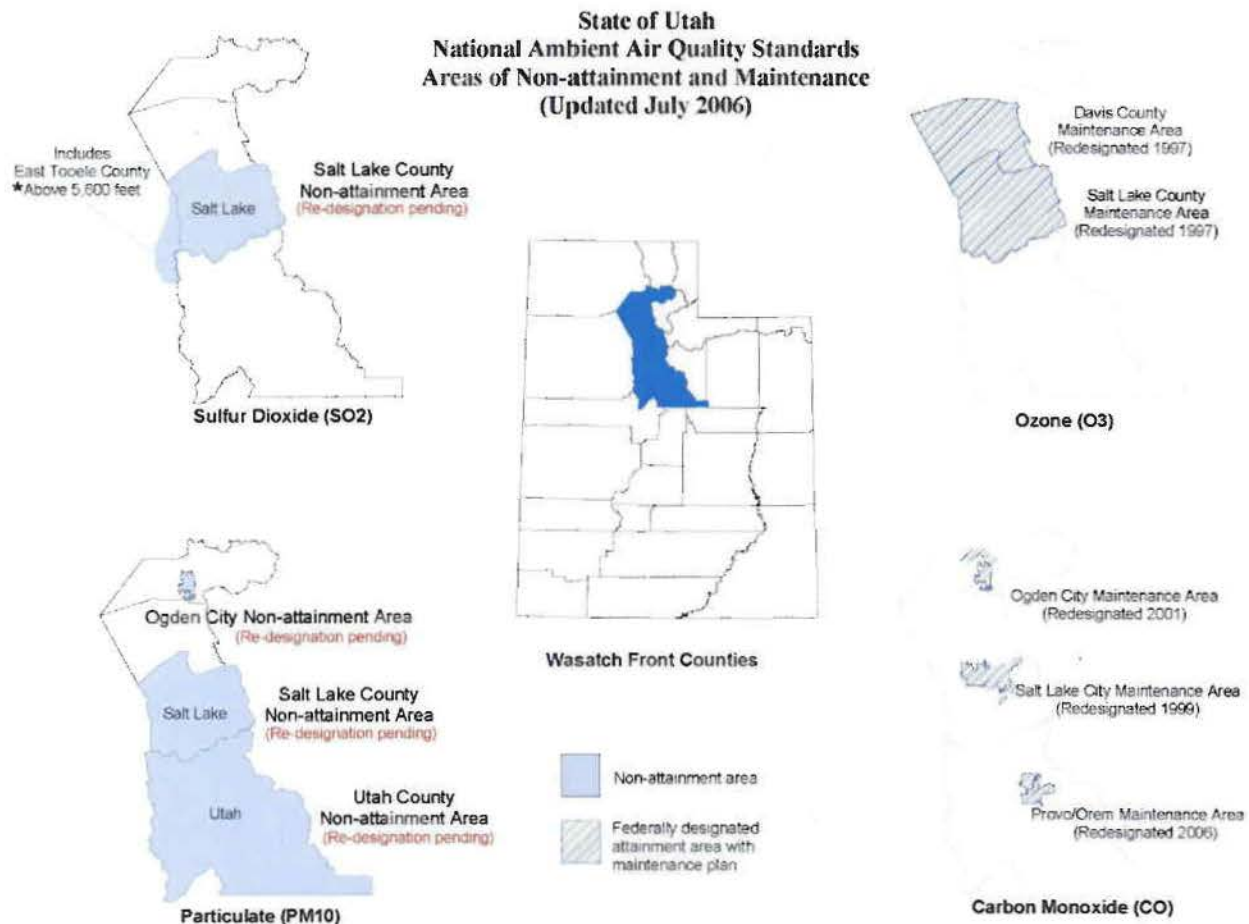 State of Utah
National Ambient Air Quality Standards
Areas of Non-attainment and Maintenance
(Updated July 2006)
Includes
East Tooele County
*Above 5,600 feet
Salt Lake
Salt Lake County
Non-attainment Area
(Re-designation pending)
Sulfur Dioxide (SO2)
Davis County
Maintenance Area
(Redesignated 1997)
Salt Lake County
Maintenance Area
(Redesignated 1997)
Ozone (O3)
Wasatch Front Counties
Ogden City Non-attainment Area
(Re-designation pending)
Salt Lake
Salt Lake County
Non-attainment Area
(Re-designation pending)
Utah
Utah County
Non-attainment Area
(Re-designation pending)
Particulate (PM10)
Non-attainment area
Federally designated
attainment area with
maintenance plan
Ogden City Maintenance Area
(Redesignated 2001)
Salt Lake City Maintenance Area
(Redesignated 1999)
Provo/Orem Maintenance Area
(Redesignated 2006)
Carbon Monoxide (CO)